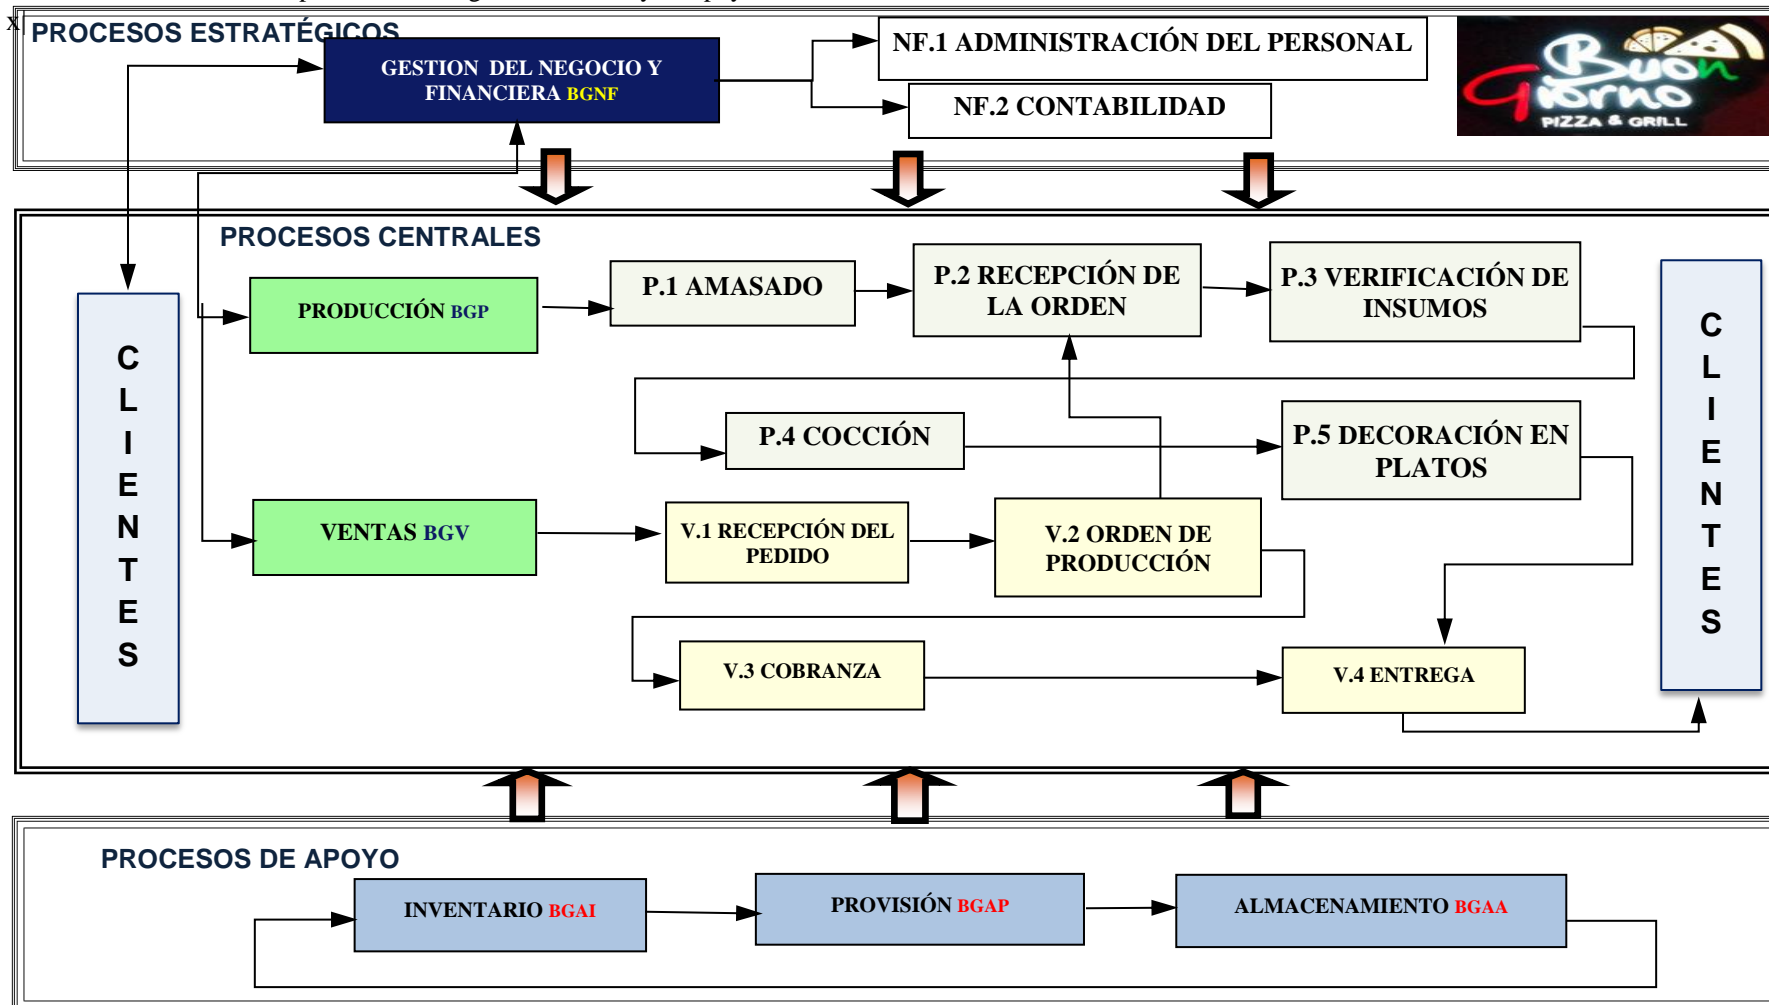 x
PROCESOS ESTRATÉGICOS
GESTION DEL NEGOCIO Y
FINANCIERA BGNF
NF.1 ADMINISTRACIÓN DEL PERSONAL
NF.2 CONTABILIDAD
Buon
Giorno
PIZZA & GRILL
PROCESOS CENTRALES
CLIENTES
PRODUCCIÓN BGP
P.1 AMASADO
P.2 RECEPCIÓN DE
LA ORDEN
P.3 VERIFICACIÓN DE
INSUMOS
P.4 COCCIÓN
P.5 DECORACIÓN EN
PLATOS
VENTAS BGV
V.1 RECEPCIÓN DEL
PEDIDO
V.2 ORDEN DE
PRODUCCIÓN
V.3 COBRANZA
V.4 ENTREGA
CLIENTES
PROCESOS DE APOYO
INVENTARIO BGAI
PROVISIÓN BGAP
ALMACENAMIENTO BGAA